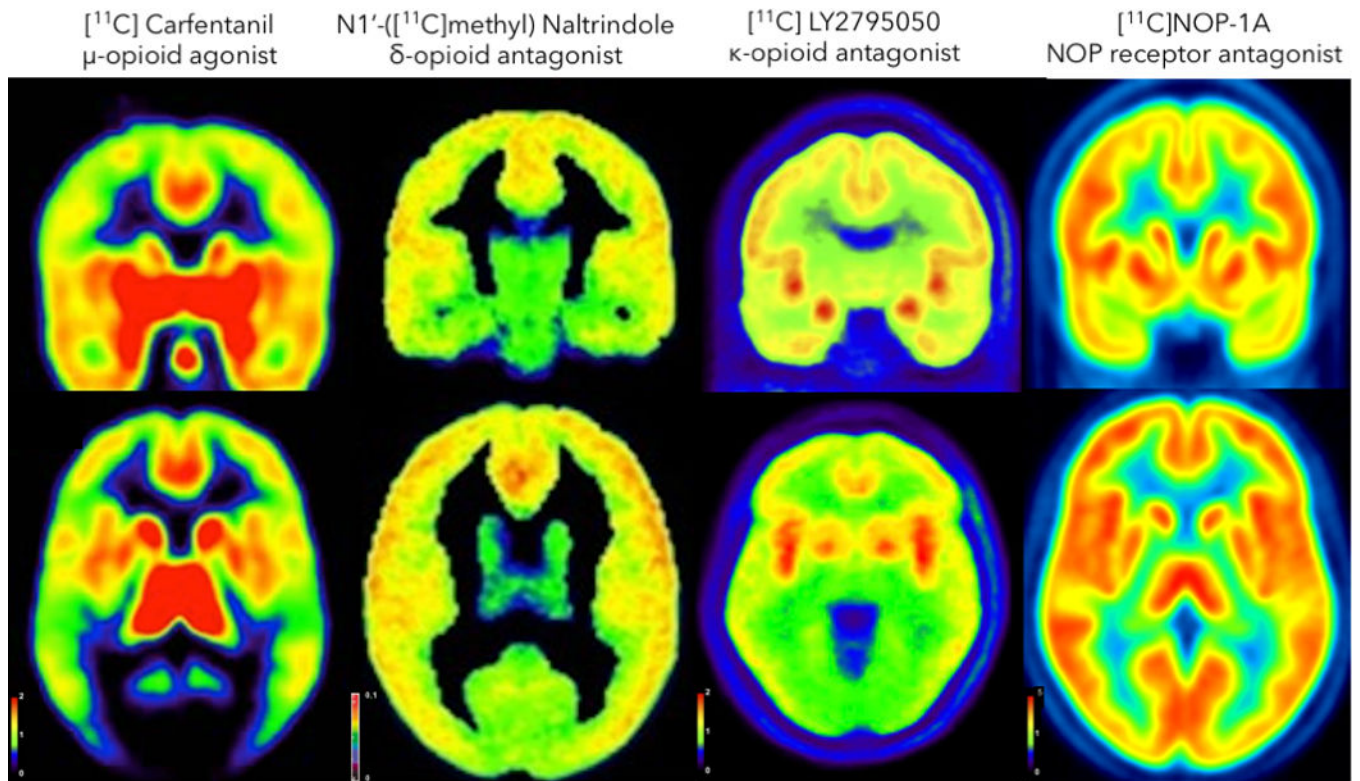 [¹¹C] Carfentanil
μ-opioid agonist
N1′-([¹¹C]methyl) Naltrindole
δ-opioid antagonist
[¹¹C] LY2795050
κ-opioid antagonist
[¹¹C]NOP-1A
NOP receptor antagonist
2
1
0
0.1
0
2
1
0
5
1
0